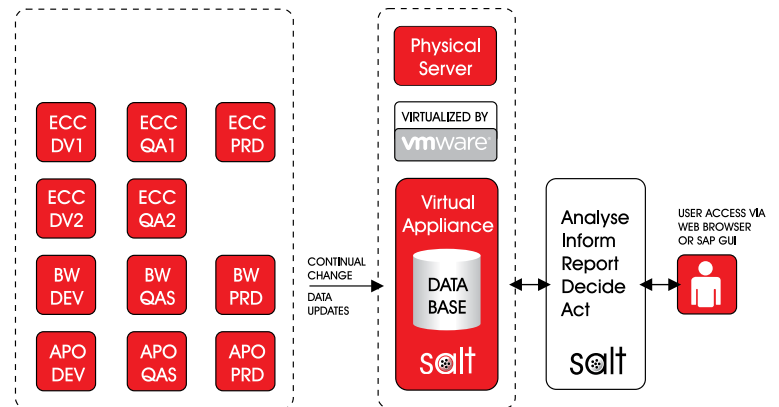 ECC
DV1
ECC
QA1
ECC
PRD
ECC
DV2
ECC
QA2
BW
DEV
BW
QAS
BW
PRD
APO
DEV
APO
QAS
APO
PRD
CONTINUAL
CHANGE
DATA
UPDATES
Physical
Server
VIRTUALIZED BY
vmware
Virtual
Appliance
DATA
BASE
salt
Analyse
Inform
Report
Decide
Act
salt
USER ACCESS VIA
WEB BROWSER
OR SAP GUI